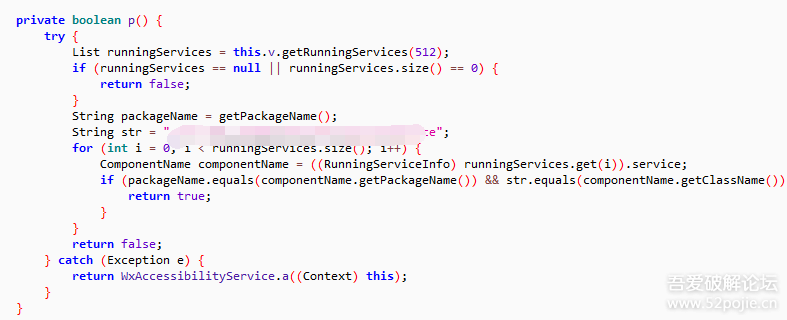 private boolean p() {
    try {
        List runningServices = this.v.getRunningServices(512);
        if (runningServices == null || runningServices.size() == 0) {
            return false;
        }
        String packageName = getPackageName();
        String str = "ce";
        for (int i = 0, i < runningServices.size(); i++) {
            ComponentName componentName = ((RunningServiceInfo) runningServices.get(i)).service;
            if (packageName.equals(componentName.getPackageName()) && str.equals(componentName.getClassName())
                return true;
            }
        }
        return false;
    } catch (Exception e) {
        return WxAccessibilityService.a((Context) this);
    }
}
吾爱破解论坛
www.52pojie.cn